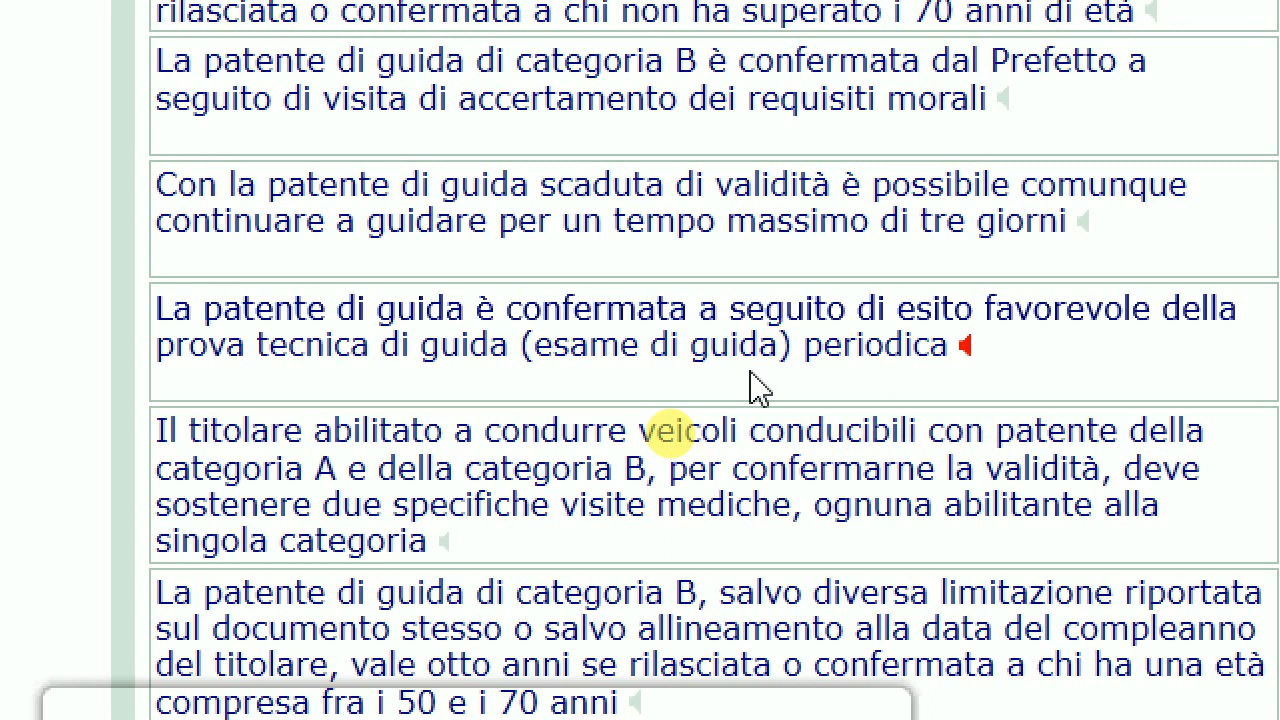 rilasciata o confermata a chi non ha superato i 70 anni di età
La patente di guida di categoria B è confermata dal Prefetto a
seguito di visita di accertamento dei requisiti morali
Con la patente di guida scaduta di validità è possibile comunque
continuare a guidare per un tempo massimo di tre giorni
La patente di guida è confermata a seguito di esito favorevole della
prova tecnica di guida (esame di guida) periodica
Il titolare abilitato a condurre veicoli conducibili con patente della
categoria A e della categoria B, per confermarne la validità, deve
sostenere due specifiche visite mediche, ognuna abilitante alla
singola categoria
La patente di guida di categoria B, salvo diversa limitazione riportata
sul documento stesso o salvo allineamento alla data del compleanno
del titolare, vale otto anni se rilasciata o confermata a chi ha una età
compresa fra i 50 e i 70 anni